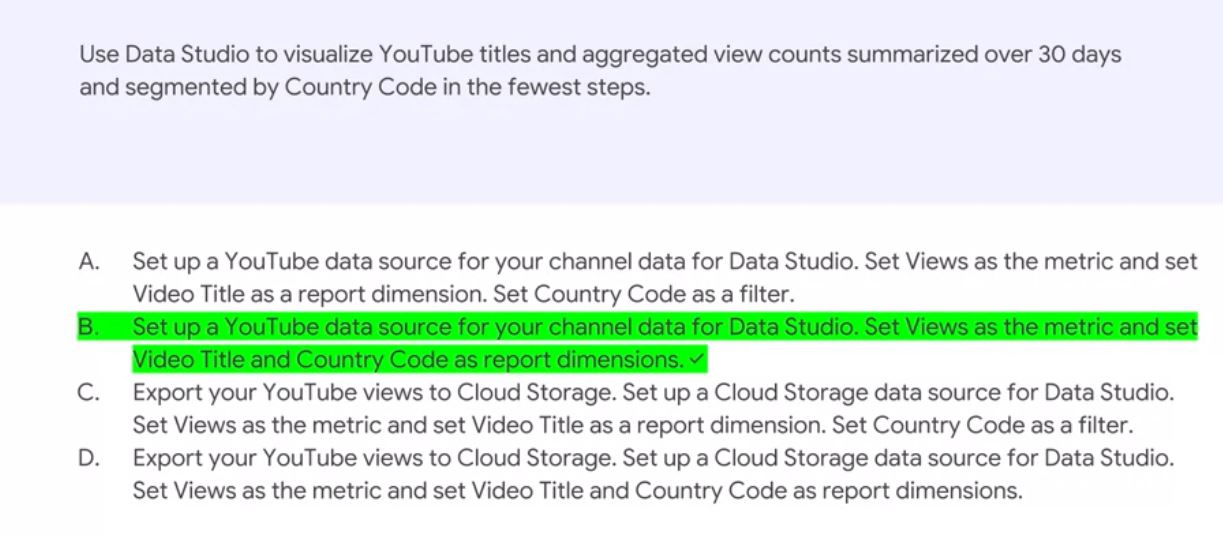 Use Data Studio to visualize YouTube titles and aggregated view counts summarized over 30 days
and segmented by Country Code in the fewest steps.
A. Set up a YouTube data source for your channel data for Data Studio. Set Views as the metric and set
Video Title as a report dimension. Set Country Code as a filter.
B. Set up a YouTube data source for your channel data for Data Studio. Set Views as the metric and set
Video Title and Country Code as report dimensions. ✓
C. Export your YouTube views to Cloud Storage. Set up a Cloud Storage data source for Data Studio.
Set Views as the metric and set Video Title as a report dimension. Set Country Code as a filter.
D. Export your YouTube views to Cloud Storage. Set up a Cloud Storage data source for Data Studio.
Set Views as the metric and set Video Title and Country Code as report dimensions.